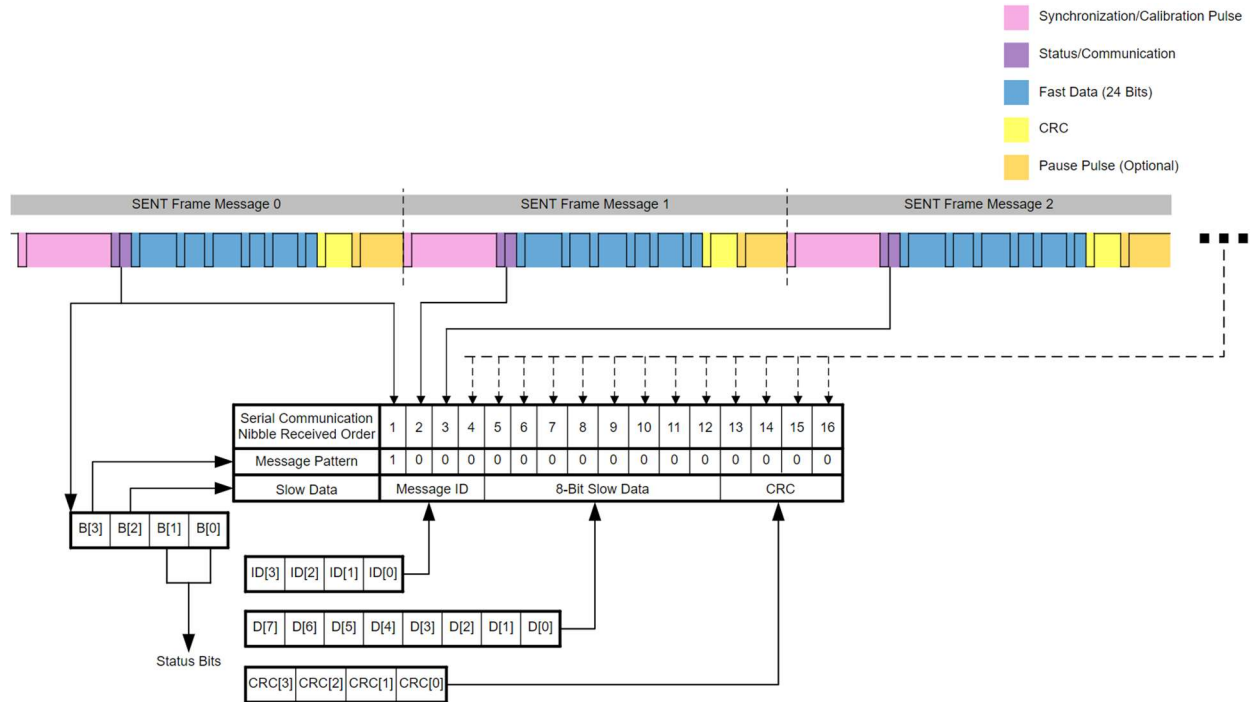 Synchronization/Calibration Pulse
Status/Communication
Fast Data (24 Bits)
CRC
Pause Pulse (Optional)
SENT Frame Message 0 SENT Frame Message 1 SENT Frame Message 2
Serial Communication
Nibble Received Order 1 2 3 4 5 6 7 8 9 10 11 12 13 14 15 16
Message Pattern 1 0 0 0 0 0 0 0 0 0 0 0 0 0 0 0
Slow Data Message ID 8-Bit Slow Data CRC
B[3] B[2] B[1] B[0]
ID[3] ID[2] ID[1] ID[0]
D[7] D[6] D[5] D[4] D[3] D[2] D[1] D[0]
Status Bits
CRC[3] CRC[2] CRC[1] CRC[0]